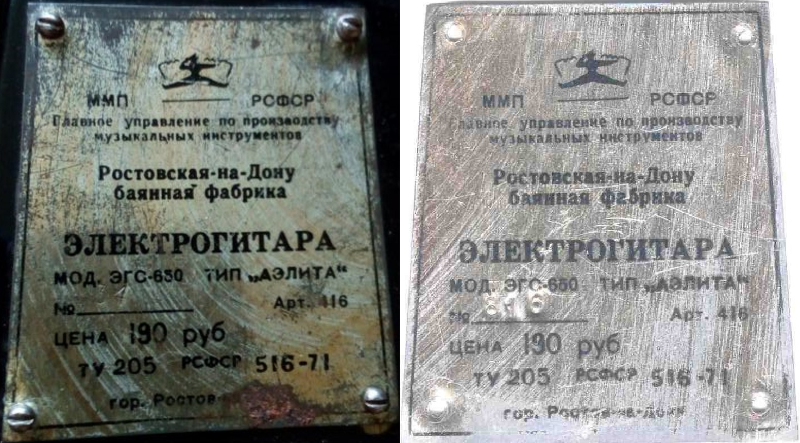 ММП РСФСР
Главное управление по производству
музыкальных инструментов
Ростовская-на-Дону
баянная фабрика
ЭЛЕКТРОГИТАРА
МОД. ЭГС-650 ТИП „АЭЛИТА“
№ Арт. 416
ЦЕНА 190 руб
ТУ 205 РСФСР 516-71
гор. Ростов-
ММП РСФСР
Главное управление по производству
музыкальных инструментов
Ростовская-на-Дону
баянная фабрика
ЭЛЕКТРОГИТАРА
МОД. ЭГС-650 ТИП „АЭЛИТА“
№ Арт. 416
ЦЕНА 190 руб
ТУ 205 РСФСР 516-71
гор. Ростов-на-Дону